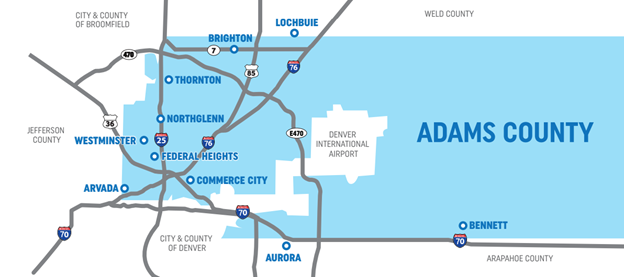 CITY & COUNTY
OF BROOMFIELD
LOCHBUIE
WELD COUNTY
BRIGHTON
7
470
76
85
THORNTON
36
NORTHGLENN
JEFFERSON
COUNTY
WESTMINSTER
25
76
E470
DENVER
INTERNATIONAL
AIRPORT
ADAMS COUNTY
FEDERAL HEIGHTS
ARVADA
COMMERCE CITY
70
70
CITY & COUNTY
OF DENVER
AURORA
BENNETT
70
ARAPAHOE COUNTY